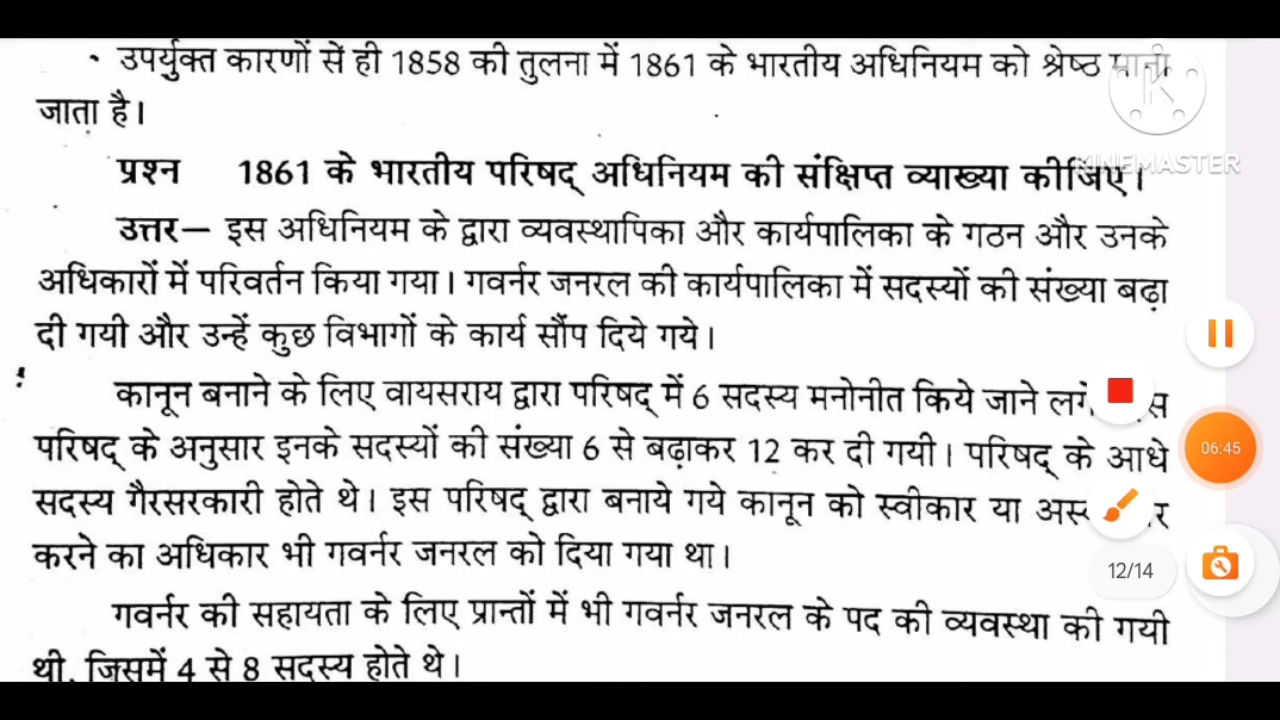 उपर्युक्त कारणों से ही 1858 की तुलना में 1861 के भारतीय अधिनियम को श्रेष्ठ माना
जाता है।
KINEMASTER
प्रश्न 1861 के भारतीय परिषद् अधिनियम की संक्षिप्त व्याख्या कीजिए।
उत्तर— इस अधिनियम के द्वारा व्यवस्थापिका और कार्यपालिका के गठन और उनके
अधिकारों में परिवर्तन किया गया। गवर्नर जनरल की कार्यपालिका में सदस्यों की संख्या बढ़ा
दी गयी और उन्हें कुछ विभागों के कार्य सौंप दिये गये।
कानून बनाने के लिए वायसराय द्वारा परिषद् में 6 सदस्य मनोनीत किये जाने लगे
परिषद् के अनुसार इनके सदस्यों की संख्या 6 से बढ़ाकर 12 कर दी गयी। परिषद् के आधे
06:45
सदस्य गैरसरकारी होते थे। इस परिषद् द्वारा बनाये गये कानून को स्वीकार या
करने का अधिकार भी गवर्नर जनरल को दिया गया था।
12/14
गवर्नर की सहायता के लिए प्रान्तों में भी गवर्नर जनरल के पद की व्यवस्था की गयी
थी, जिसमें 4 से 8 सदस्य होते थे।